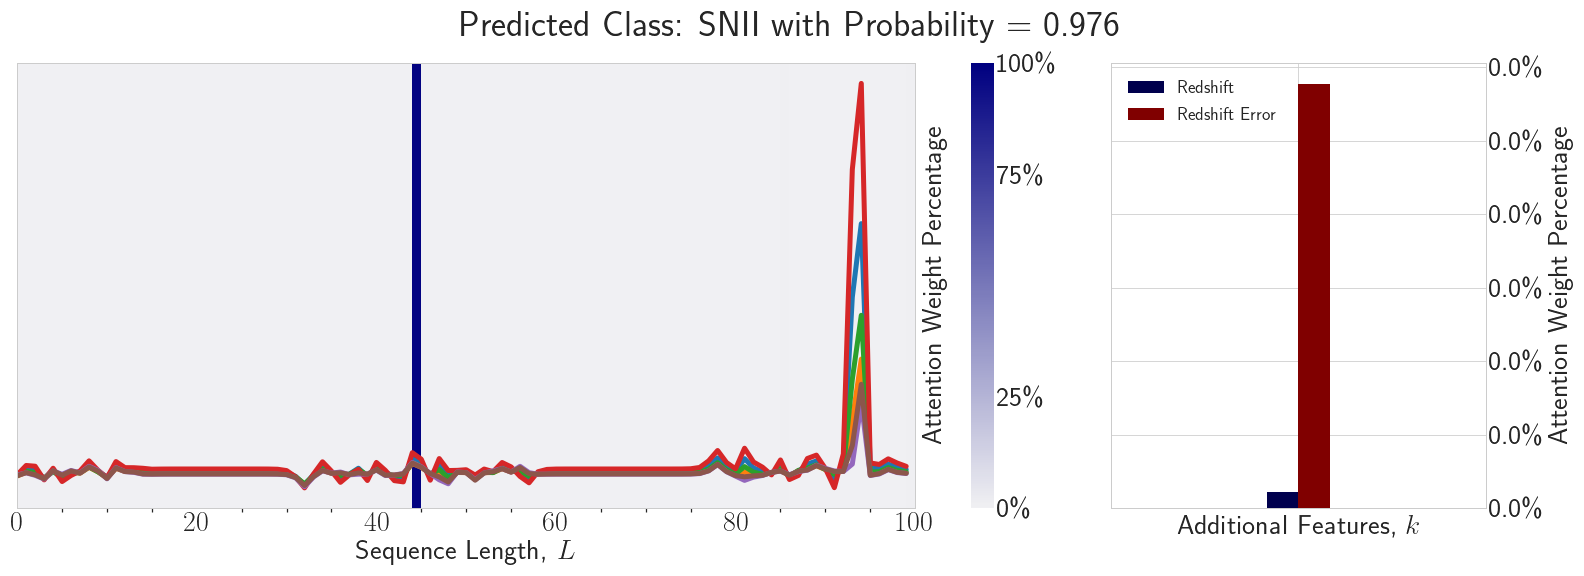 Predicted Class: SNII with Probability = 0.976
0
20
40
60
80
100
Sequence Length, L
Attention Weight Percentage
100%
75%
25%
0%
Redshift
Redshift Error
Additional Features, k
0.0%
0.0%
0.0%
0.0%
0.0%
0.0%
0.0%
Attention Weight Percentage